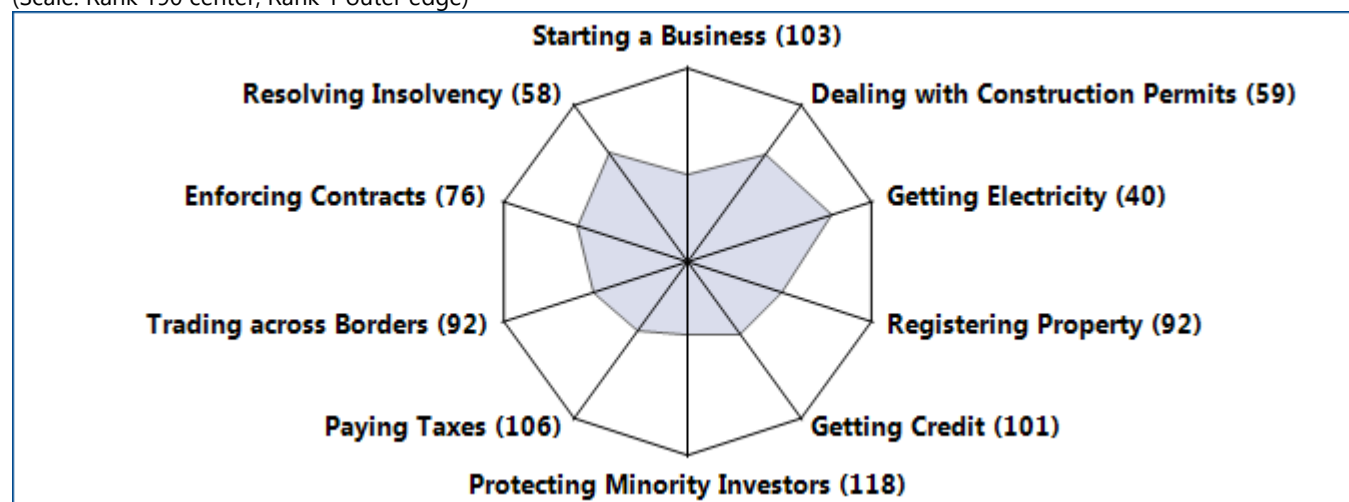 (Scale: Rank 190 center, Rank 1 outer edge)
Starting a Business (103)
Resolving Insolvency (58)
Dealing with Construction Permits (59)
Enforcing Contracts (76)
Getting Electricity (40)
Trading across Borders (92)
Registering Property (92)
Paying Taxes (106)
Getting Credit (101)
Protecting Minority Investors (118)